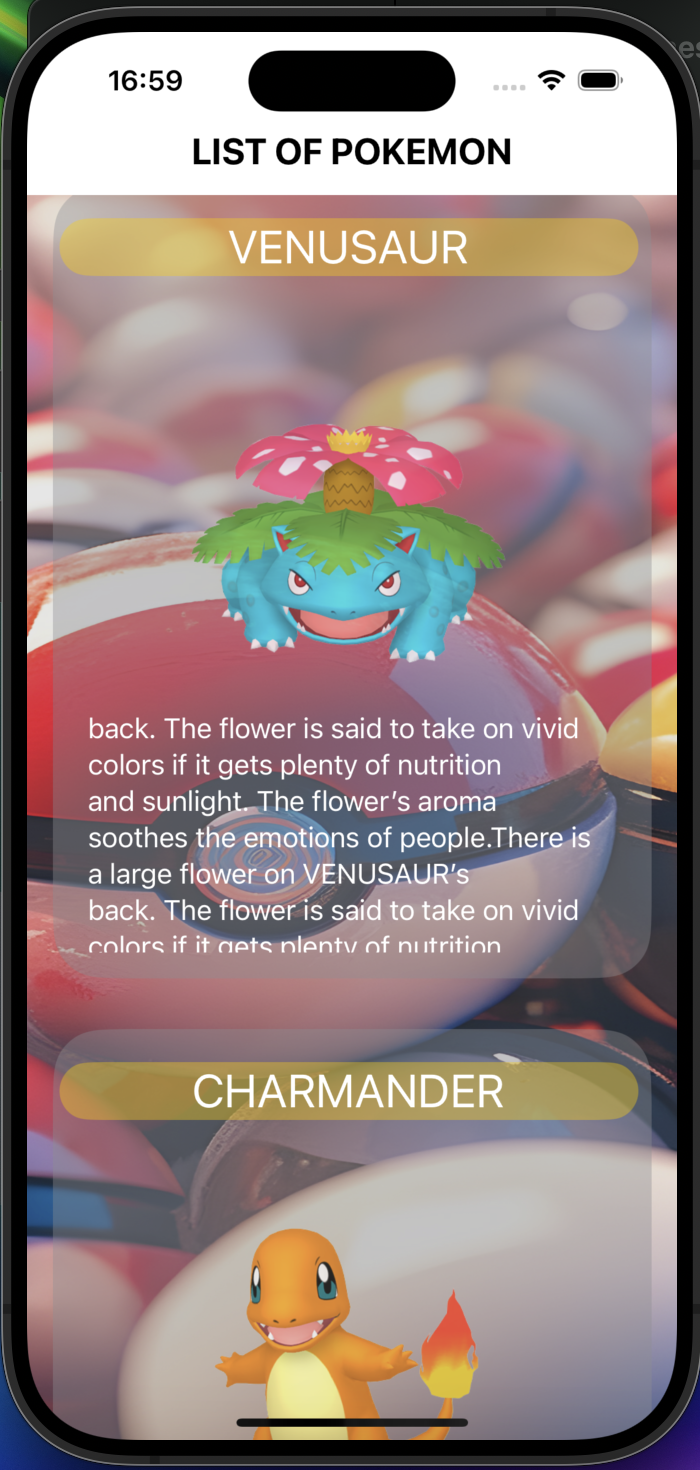 16:59
LIST OF POKEMON
VENUSAUR
back. The flower is said to take on vivid
colors if it gets plenty of nutrition
and sunlight. The flower’s aroma
soothes the emotions of people.There is
a large flower on VENUSAUR’s
back. The flower is said to take on vivid
colors if it gets plenty of nutrition
CHARMANDER